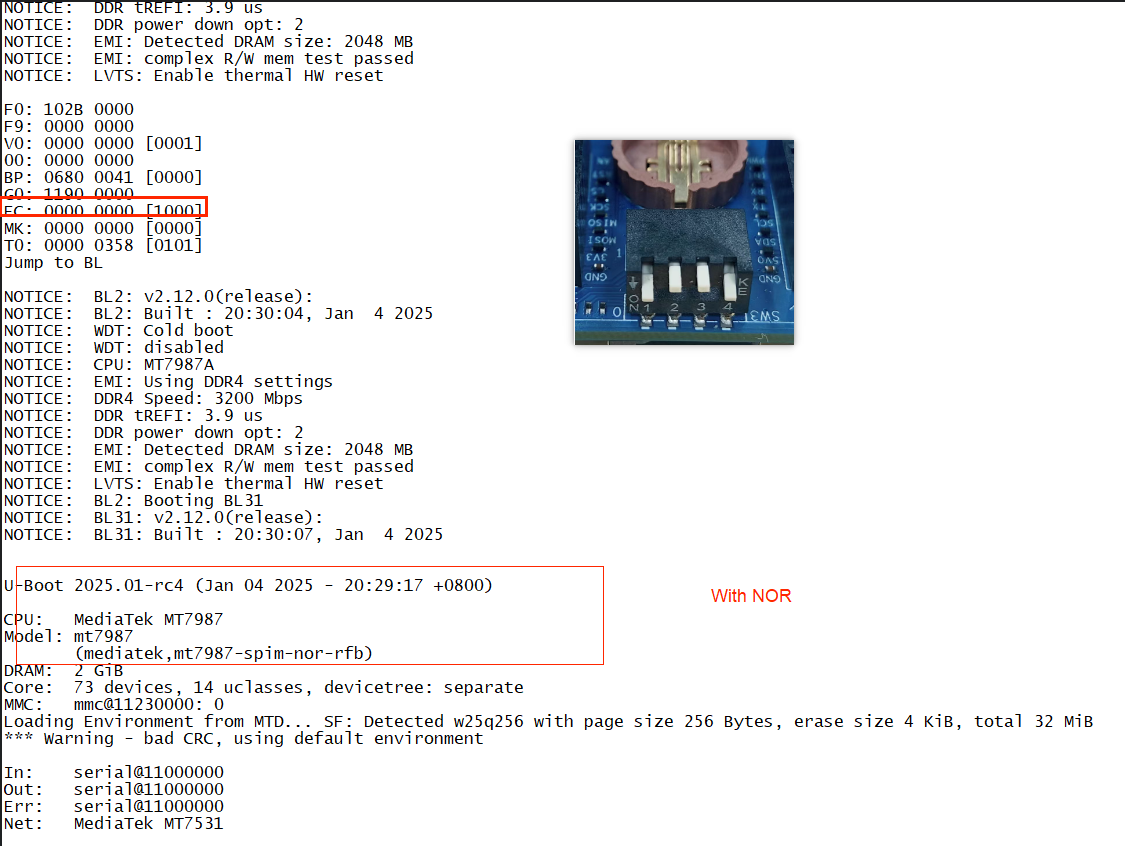 NOTICE:  DDR tREFI: 3.9 us
NOTICE:  DDR power down opt: 2
NOTICE:  EMI: Detected DRAM size: 2048 MB
NOTICE:  EMI: complex R/W mem test passed
NOTICE:  LVTS: Enable thermal HW reset
F0: 102B 0000
F9: 0000 0000
V0: 0000 0000 [0001]
00: 0000 0000
BP: 0680 0041 [0000]
G0: 1190 0000
EC: 0000 0000 [1000]
MK: 0000 0000 [0000]
T0: 0000 0358 [0101]
Jump to BL
NOTICE:  BL2: v2.12.0(release):
NOTICE:  BL2: Built : 20:30:04, Jan  4 2025
NOTICE:  WDT: Cold boot
NOTICE:  WDT: disabled
NOTICE:  CPU: MT7987A
NOTICE:  EMI: Using DDR4 settings
NOTICE:  DDR4 Speed: 3200 Mbps
NOTICE:  DDR tREFI: 3.9 us
NOTICE:  DDR power down opt: 2
NOTICE:  EMI: Detected DRAM size: 2048 MB
NOTICE:  EMI: complex R/W mem test passed
NOTICE:  LVTS: Enable thermal HW reset
NOTICE:  BL2: Booting BL31
NOTICE:  BL31: v2.12.0(release):
NOTICE:  BL31: Built : 20:30:07, Jan  4 2025
U-Boot 2025.01-rc4 (Jan 04 2025 - 20:29:17 +0800)
CPU:   MediaTek MT7987
Model: mt7987
(mediatek,mt7987-spim-nor-rfb)
DRAM:  2 GiB
Core:  73 devices, 14 uclasses, devicetree: separate
MMC:   mmc@11230000: 0
Loading Environment from MTD... SF: Detected w25q256 with page size 256 Bytes, erase size 4 KiB, total 32 MiB
*** Warning - bad CRC, using default environment
In:    serial@11000000
Out:   serial@11000000
Err:   serial@11000000
Net:   MediaTek MT7531
With NOR
SCK
MISO
MOSI
3V3
GND
SCL
SDA
5V0
GND
1
ON
KE
1 2 3 4
0
SW3